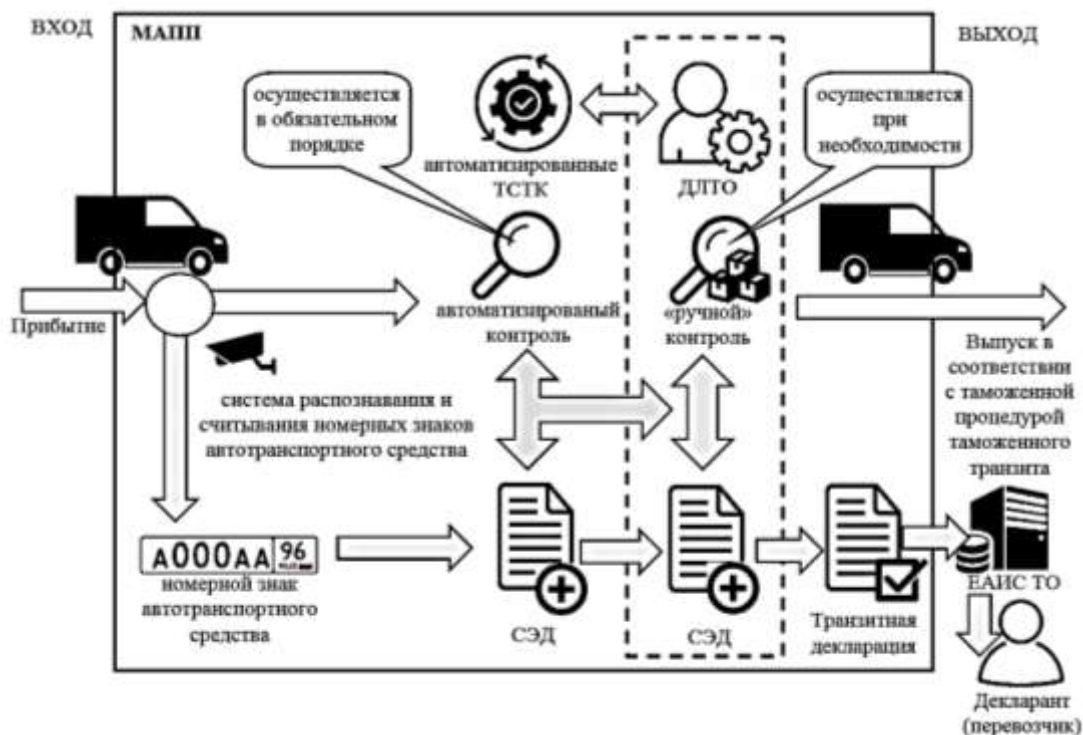 ВХОД
МАПП
ВЫХОД
осуществляется
в обязательном
порядке
автоматизированные
ТСТК
ДЛТО
осуществляется
при
необходимости
Прибытие
автоматизированый
контроль
«ручной»
контроль
Выпуск в
соответствии
с таможенной
процедурой
таможенного
транзита
система распознавания и
считывания номерных знаков
автотранспортного средства
А000АА 96
номерной знак
автотранспортного
средства
СЭД
СЭД
Транзитная
декларация
ЕАИС ТО
Декларант
(перевозчик)